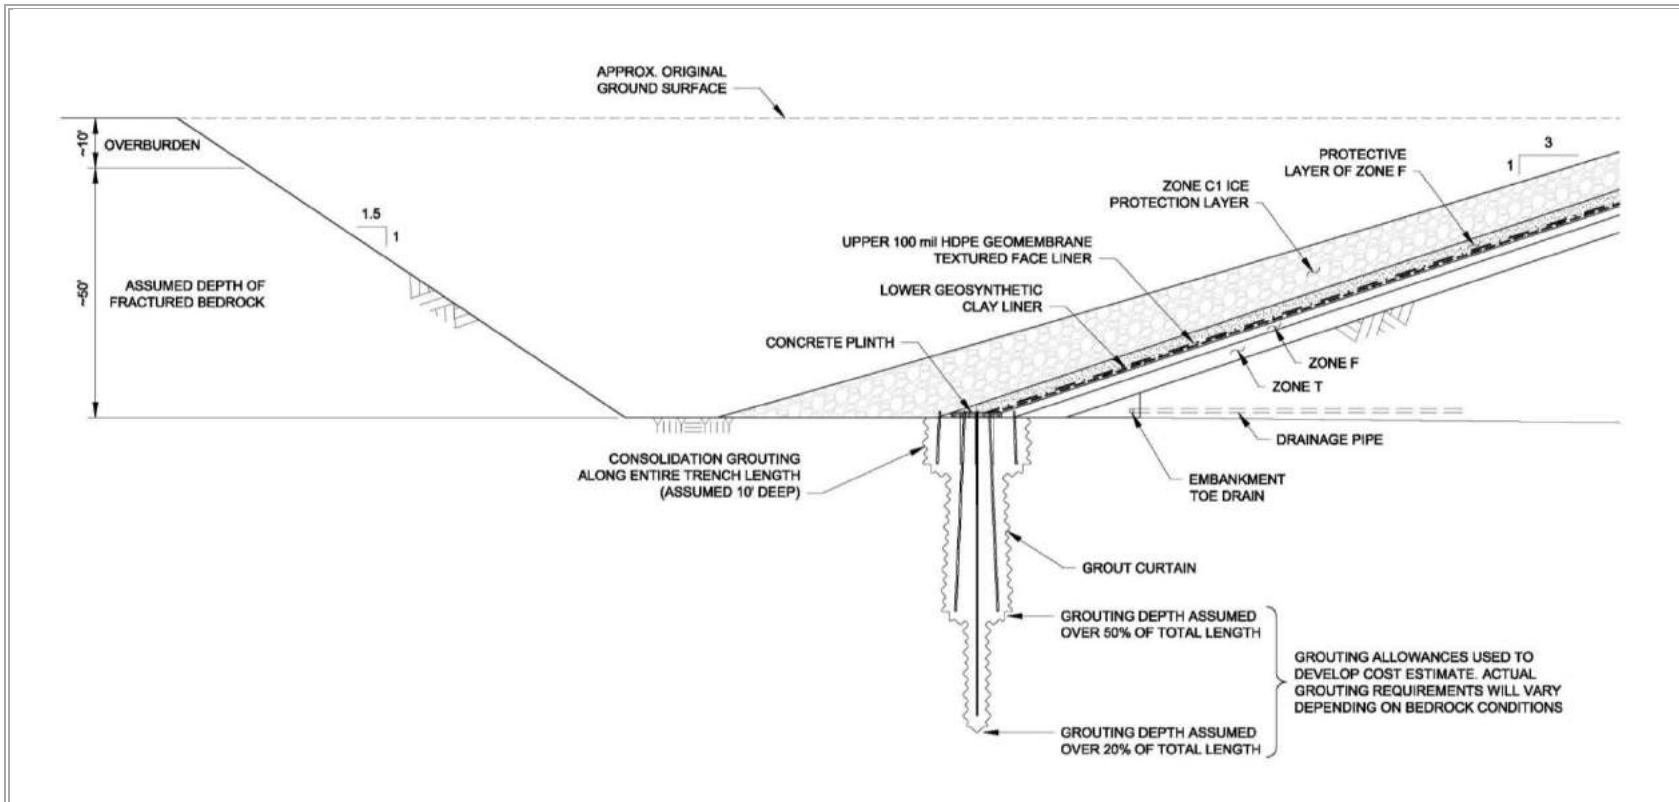 APPROX. ORIGINAL
GROUND SURFACE
~10'
OVERBURDEN
1.5
1
~50'
ASSUMED DEPTH OF
FRACTURED BEDROCK
3
1
PROTECTIVE
LAYER OF ZONE F
ZONE C1 ICE
PROTECTION LAYER
UPPER 100 mil HDPE GEOMEMBRANE
TEXTURED FACE LINER
LOWER GEOSYNTHETIC
CLAY LINER
CONCRETE PLINTH
ZONE F
ZONE T
DRAINAGE PIPE
EMBANKMENT
TOE DRAIN
CONSOLIDATION GROUTING
ALONG ENTIRE TRENCH LENGTH
(ASSUMED 10' DEEP)
GROUT CURTAIN
GROUTING DEPTH ASSUMED
OVER 50% OF TOTAL LENGTH
GROUTING ALLOWANCES USED TO
DEVELOP COST ESTIMATE. ACTUAL
GROUTING REQUIREMENTS WILL VARY
DEPENDING ON BEDROCK CONDITIONS
GROUTING DEPTH ASSUMED
OVER 20% OF TOTAL LENGTH